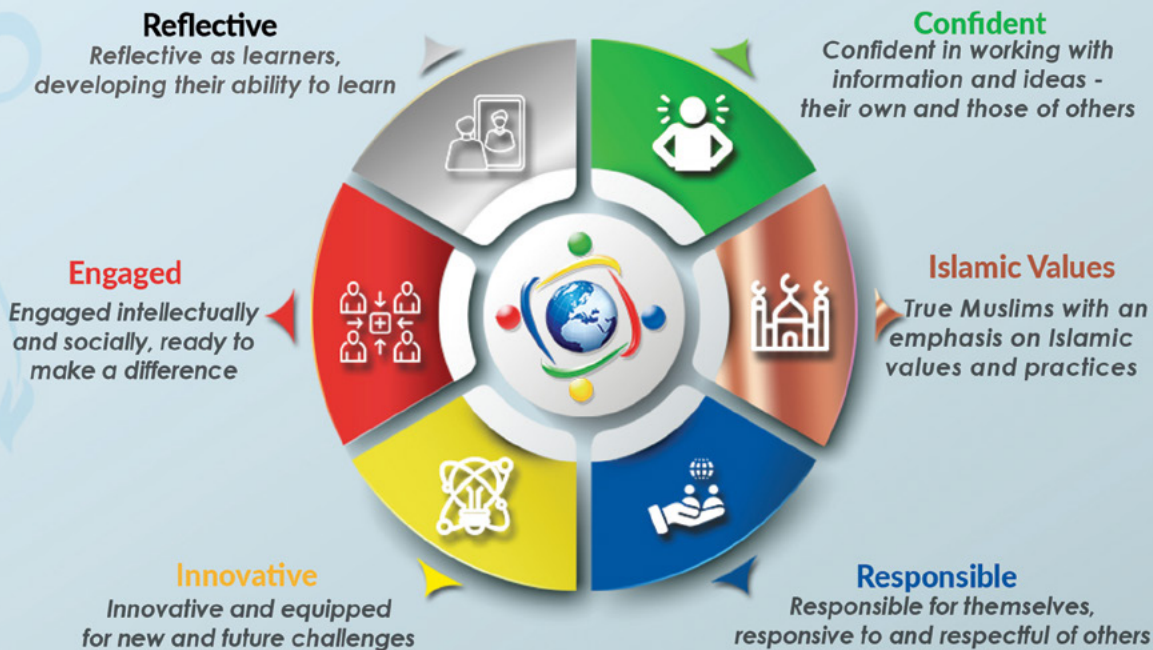 Reflective
Reflective as learners,
developing their ability to learn
Confident
Confident in working with
information and ideas -
their own and those of others
Engaged
Engaged intellectually
and socially, ready to
make a difference
Islamic Values
True Muslims with an
emphasis on Islamic
values and practices
Innovative
Innovative and equipped
for new and future challenges
Responsible
Responsible for themselves,
responsive to and respectful of others